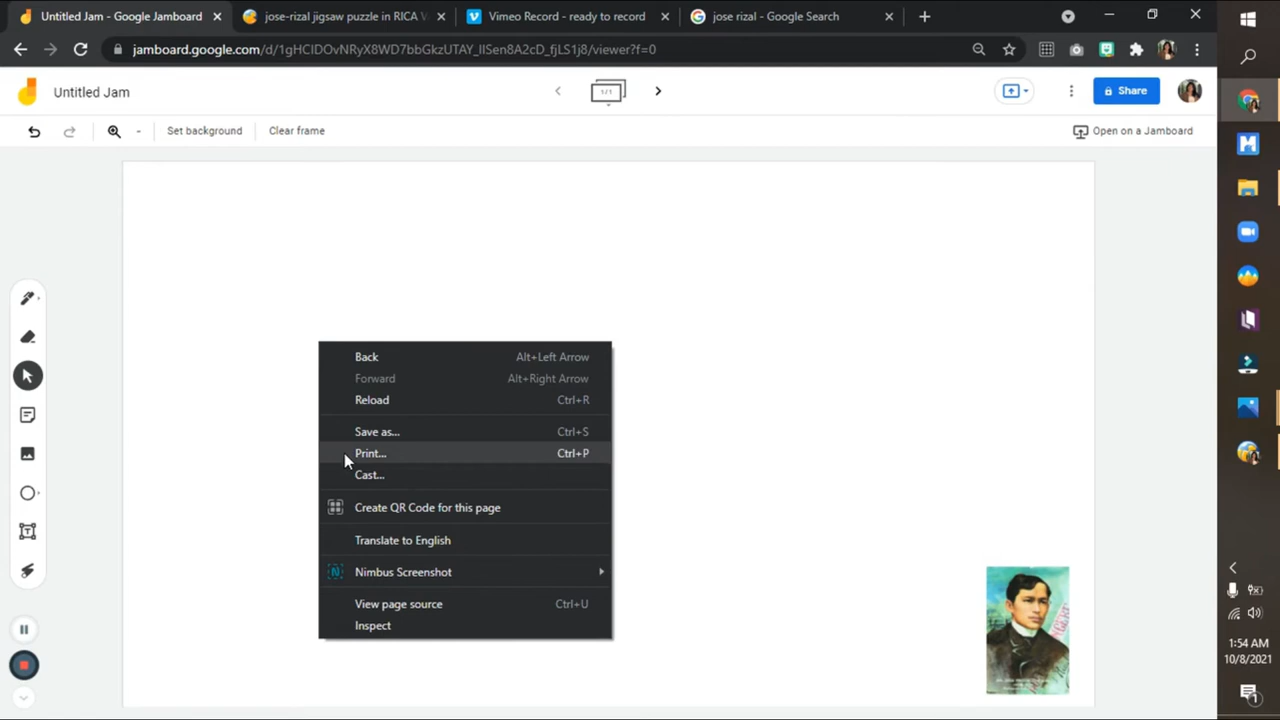 Untitled Jam - Google Jamboard
jose-rizal jigsaw puzzle in RICA V
Vimeo Record - ready to record
jose rizal - Google Search
jamboard.google.com/d/1gHCIDOvNRyX8WD7bbGkzUTAY_lISen8A2cD_fjLS1j8/viewer?f=0
Untitled Jam
1/1
Share
Set background
Clear frame
Open on a Jamboard
Back Alt+Left Arrow
Forward Alt+Right Arrow
Reload Ctrl+R
Save as... Ctrl+S
Print... Ctrl+P
Cast...
Create QR Code for this page
Translate to English
Nimbus Screenshot
View page source Ctrl+U
Inspect
1:54 AM
10/8/2021